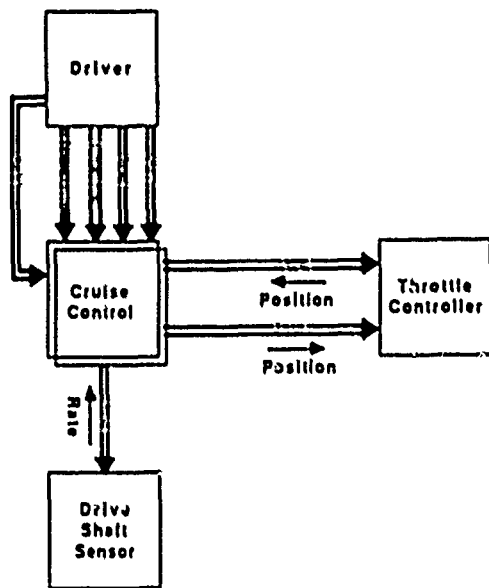 Driver
Cruise
Control
Position
Position
Throttle
Controller
Rate
Drive
Shaft
Sensor